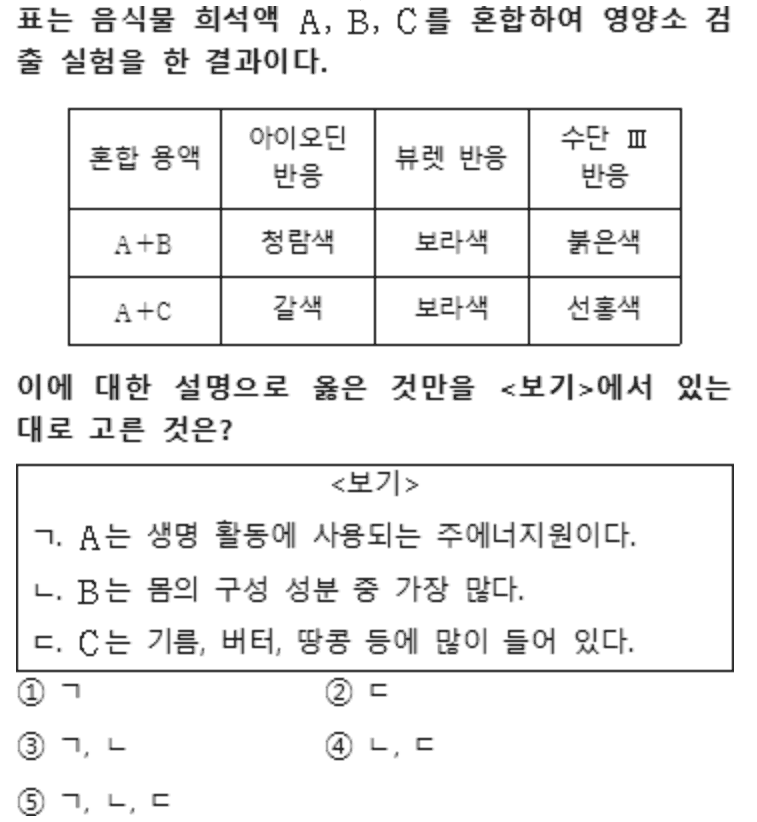 표는 음식물 희석액 A, B, C를 혼합하여 영양소 검
출 실험을 한 결과이다.
혼합 용액 아이오딘 반응 뷰렛 반응 수단 Ⅲ 반응
A+B 청람색 보라색 붉은색
A+C 갈색 보라색 선홍색
이에 대한 설명으로 옳은 것만을 <보기>에서 있는
대로 고른 것은?
<보기>
ㄱ. A는 생명 활동에 사용되는 주에너지원이다.
ㄴ. B는 몸의 구성 성분 중 가장 많다.
ㄷ. C는 기름, 버터, 땅콩 등에 많이 들어 있다.
① ㄱ ② ㄷ
③ ㄱ, ㄴ ④ ㄴ, ㄷ
⑤ ㄱ, ㄴ, ㄷ